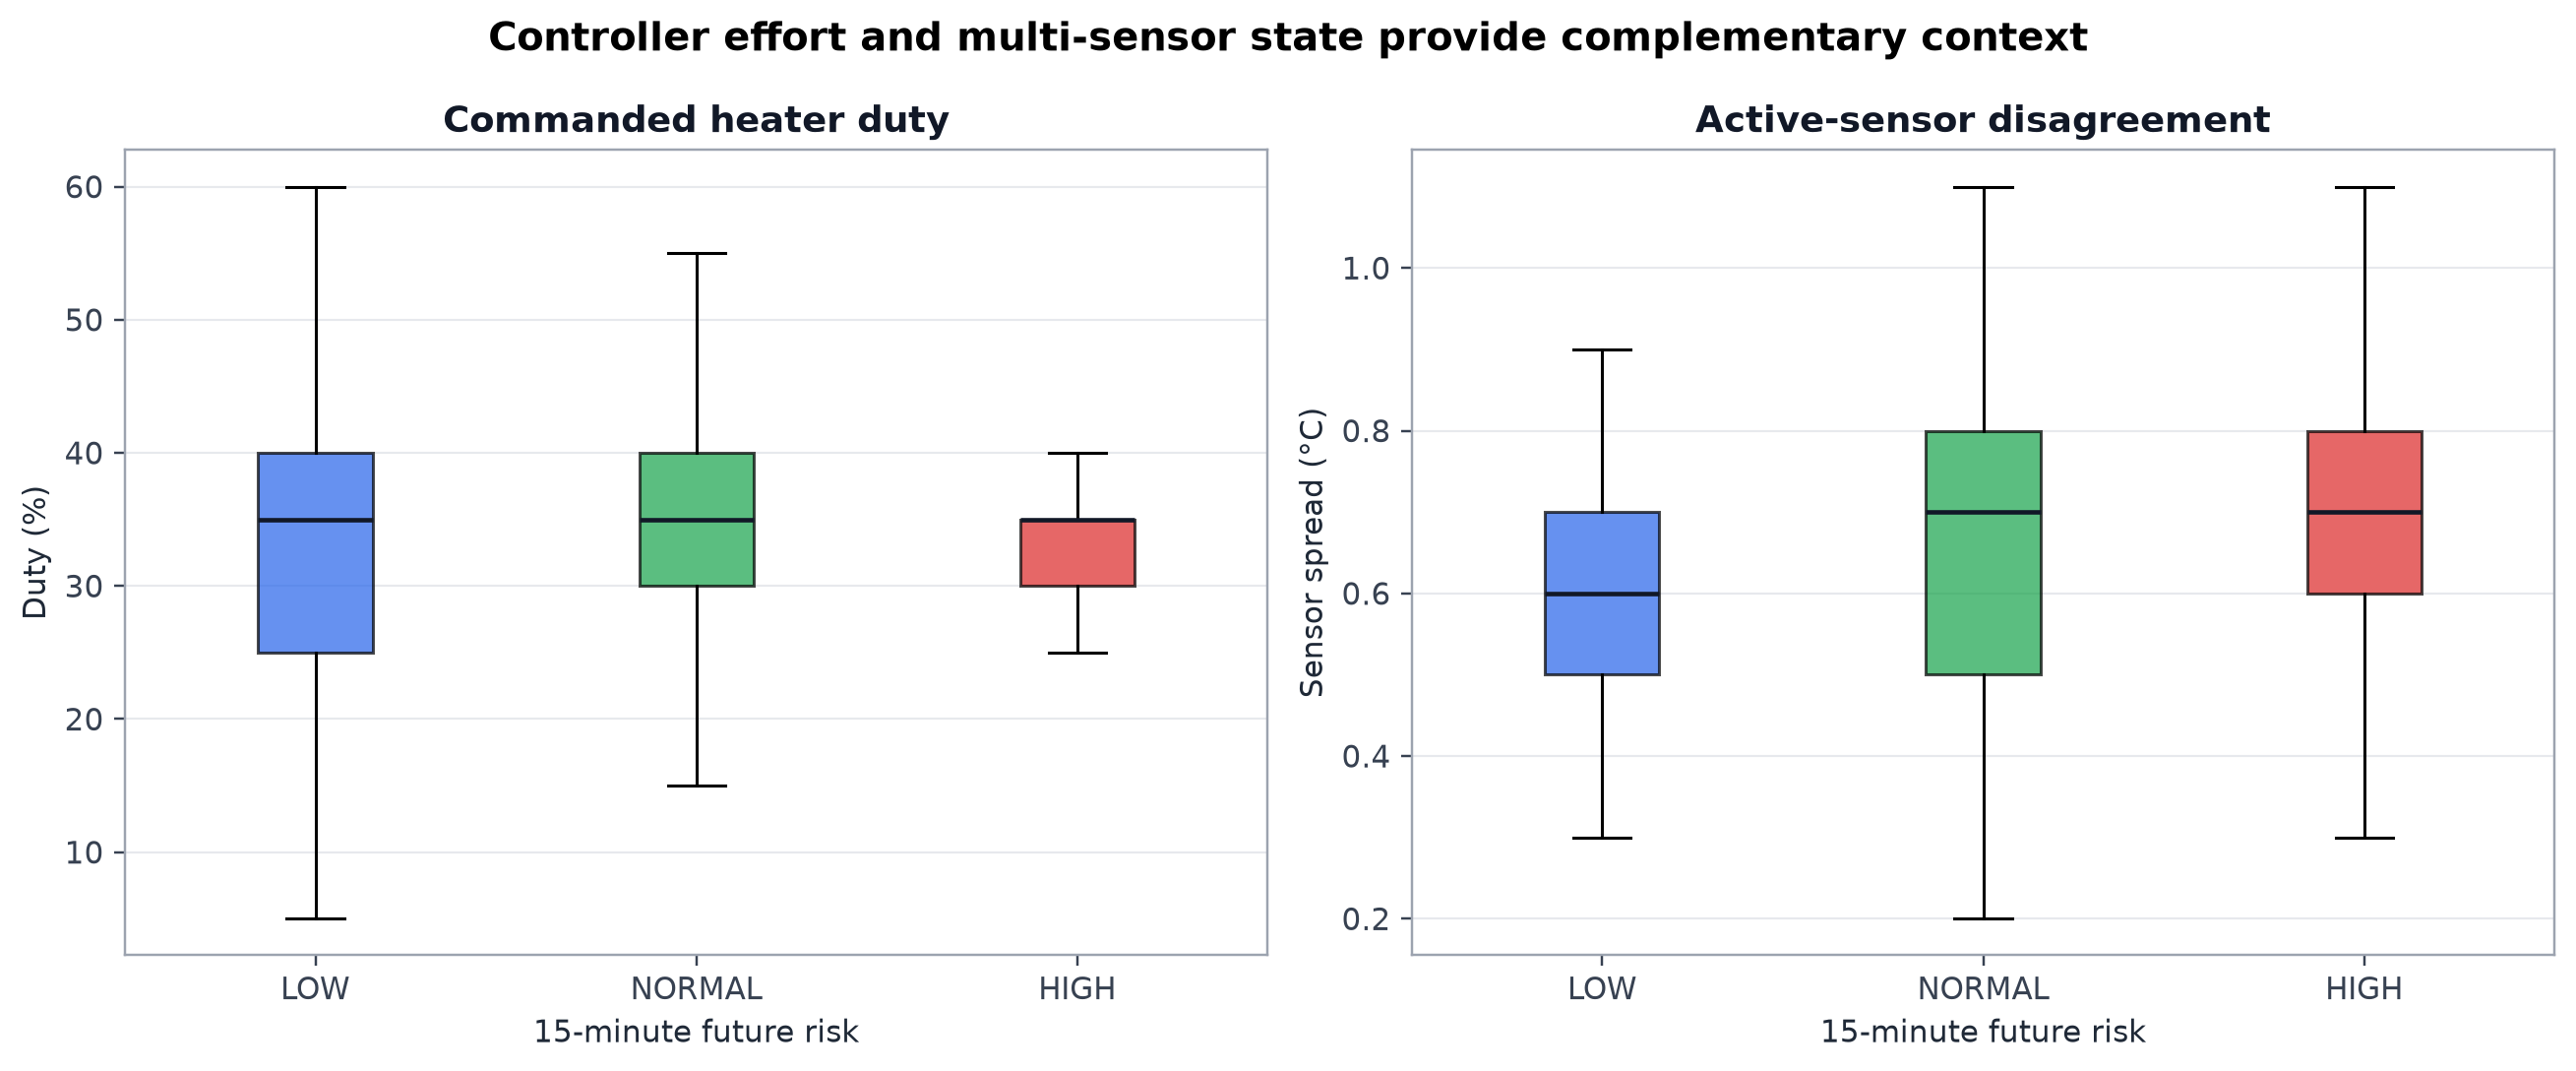 Controller effort and multi-sensor state provide complementary context
Commanded heater duty
Duty (%)
60
50
40
30
20
10
LOW
NORMAL
HIGH
15-minute future risk
Active-sensor disagreement
Sensor spread (°C)
1.0
0.8
0.6
0.4
0.2
LOW
NORMAL
HIGH
15-minute future risk